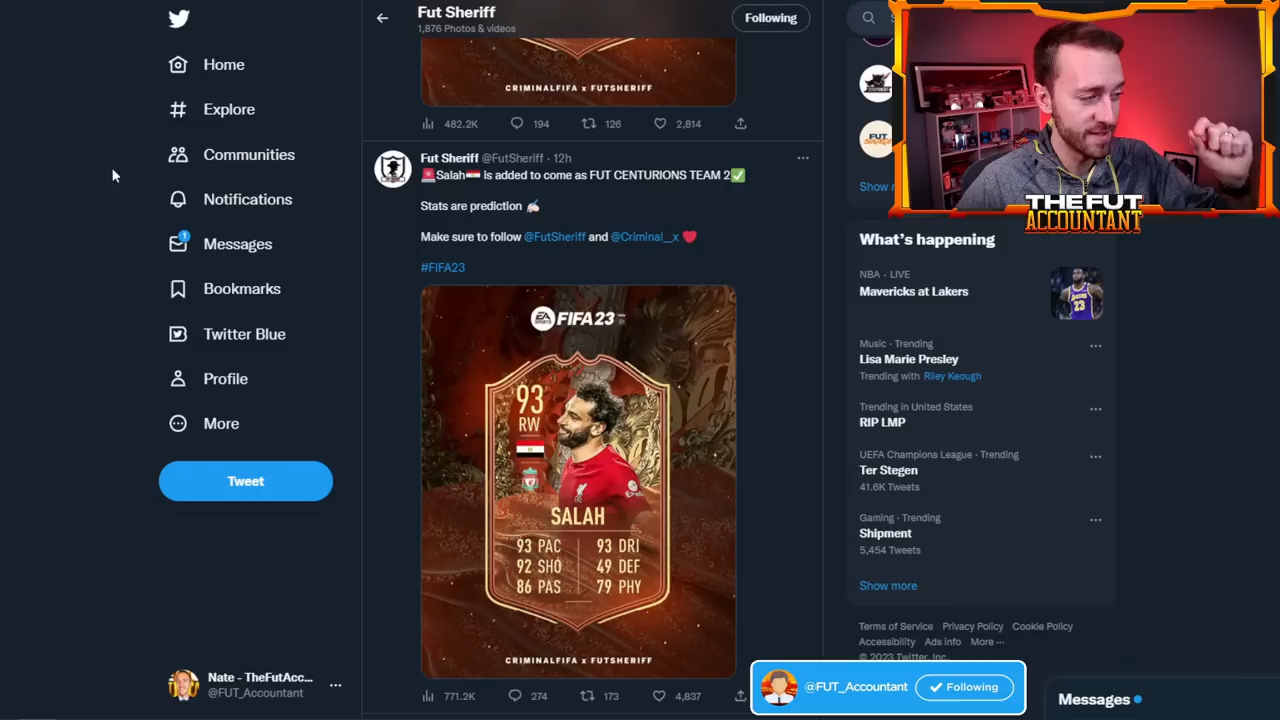 Home
Explore
Communities
Notifications
Messages
1
Bookmarks
Twitter Blue
Profile
More
Tweet
Nate - TheFutAcc...
@FUT_Accountant
Fut Sheriff
1,876 Photos & videos
Following
CRIMINALFIFA x FUTSHERIFF
482.2K 194 126 2,814
Fut Sheriff @FutSheriff · 12h
🚨Salah🇪🇬 is added to come as FUT CENTURIONS TEAM 2✅
Stats are prediction ✍🏻
Make sure to follow @FutSheriff and @Criminal__x ❤️
#FIFA23
EA SPORTS FIFA 23
93
RW
SALAH
93 PAC 93 DRI
92 SHO 49 DEF
86 PAS 79 PHY
CRIMINALFIFA x FUTSHERIFF
771.2K 274 173 4,837
THE FUT
ACCOUNTANT
What's happening
NBA · LIVE
Mavericks at Lakers
Music · Trending
Lisa Marie Presley
Trending with Riley Keough
Trending in United States
RIP LMP
UEFA Champions League · Trending
Ter Stegen
41.6K Tweets
Gaming · Trending
Shipment
5,454 Tweets
Show more
Terms of Service Privacy Policy Cookie Policy
Accessibility Ads info More ···
© 2023 Twitter, Inc.
@FUT_Accountant Following
Messages